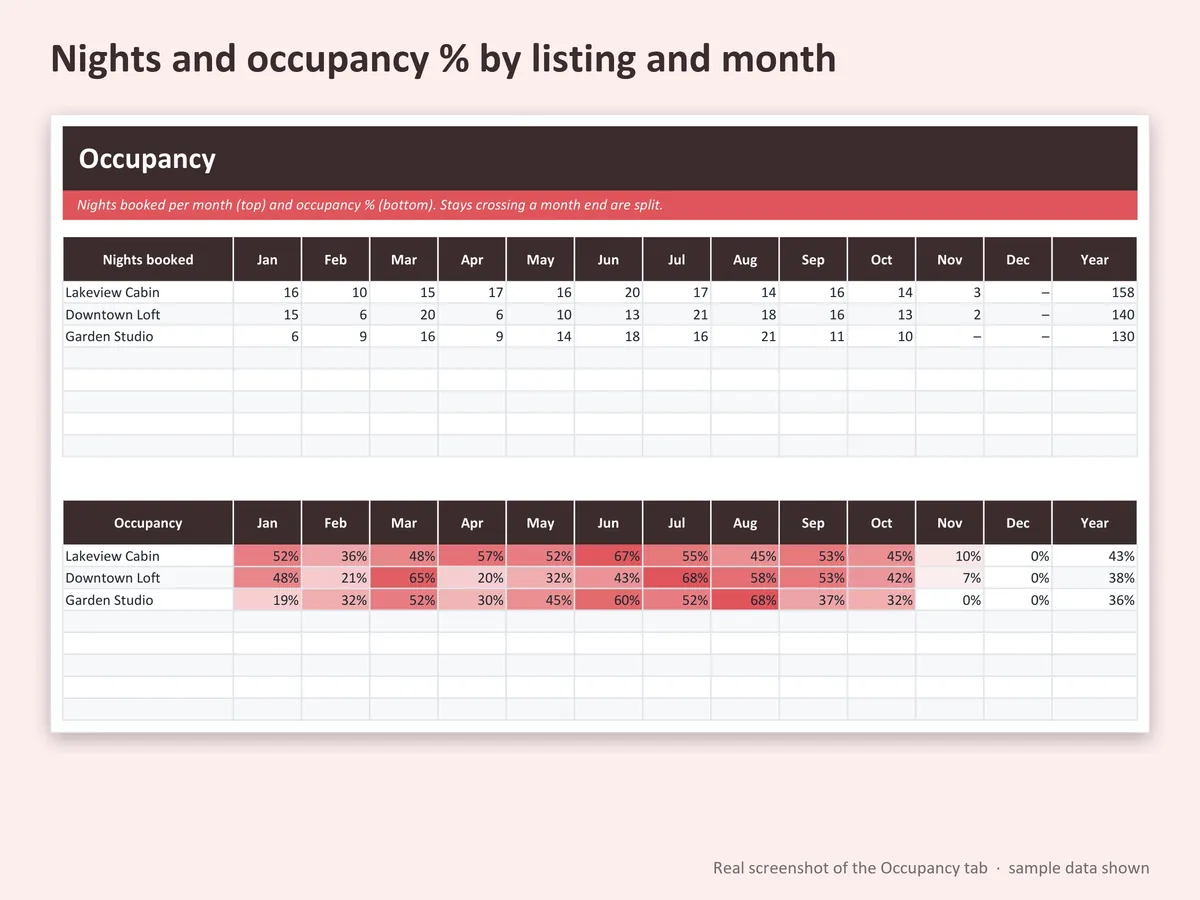 Nights and occupancy % by listing and month
Occupancy
Nights booked per month (top) and occupancy % (bottom). Stays crossing a month end are split.
Nights booked Jan Feb Mar Apr May Jun Jul Aug Sep Oct Nov Dec Year
Lakeview Cabin 16 10 15 17 16 20 17 14 16 14 3 – 158
Downtown Loft 15 6 20 6 10 13 21 18 16 13 2 – 140
Garden Studio 6 9 16 9 14 18 16 21 11 10 – – 130
Occupancy Jan Feb Mar Apr May Jun Jul Aug Sep Oct Nov Dec Year
Lakeview Cabin 52% 36% 48% 57% 52% 67% 55% 45% 53% 45% 10% 0% 43%
Downtown Loft 48% 21% 65% 20% 32% 43% 68% 58% 53% 42% 7% 0% 38%
Garden Studio 19% 32% 52% 30% 45% 60% 52% 68% 37% 32% 0% 0% 36%
Real screenshot of the Occupancy tab · sample data shown